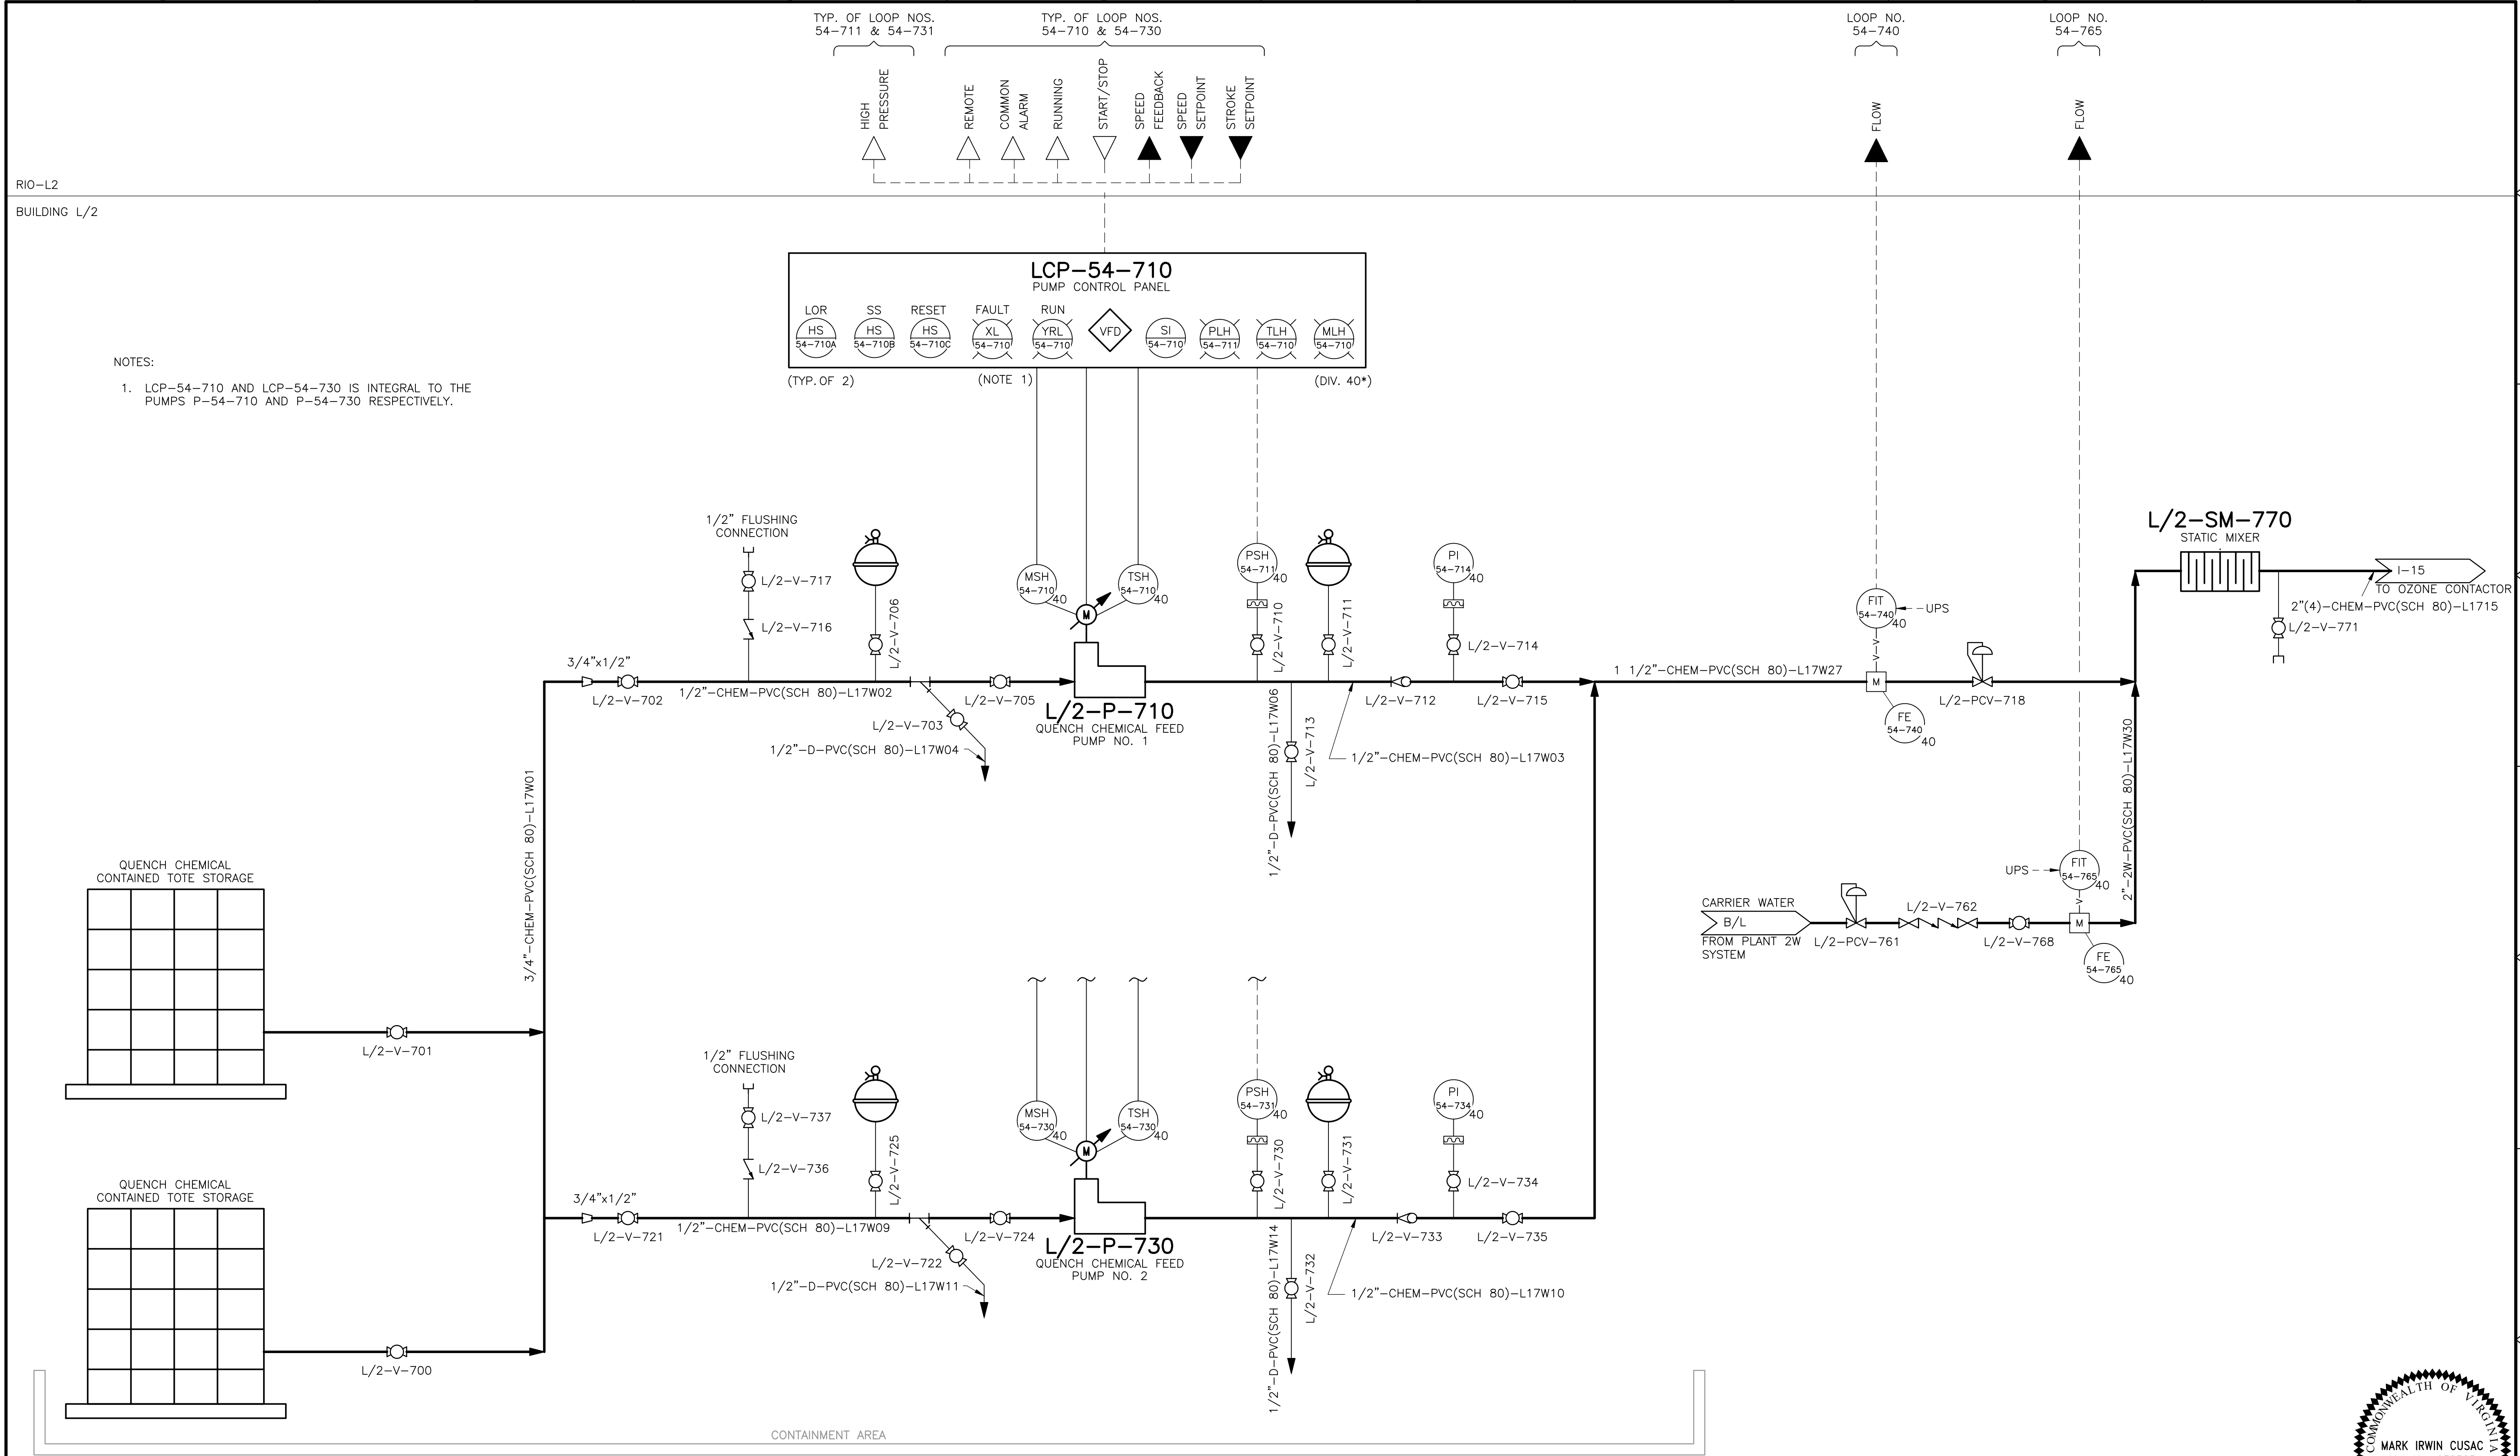 TYP. OF LOOP NOS.
54-711 & 54-731
TYP. OF LOOP NOS.
54-710 & 54-730
LOOP NO.
54-740
LOOP NO.
54-765
HIGH
PRESSURE
REMOTE
COMMON
ALARM
RUNNING
START/STOP
SPEED
FEEDBACK
SPEED
SETPOINT
STROKE
SETPOINT
FLOW
FLOW
RIO-L2
BUILDING L/2
LCP-54-710
PUMP CONTROL PANEL
LOR
HS
54-710A
SS
HS
54-710B
RESET
HS
54-710C
FAULT
XL
54-710
RUN
YRL
54-710
VFD
SI
54-710
PLH
54-711
TLH
54-710
MLH
54-710
(TYP. OF 2)
(NOTE 1)
(DIV. 40*)
NOTES:
1. LCP-54-710 AND LCP-54-730 IS INTEGRAL TO THE
PUMPS P-54-710 AND P-54-730 RESPECTIVELY.
1/2" FLUSHING
CONNECTION
L/2-V-717
L/2-V-716
L/2-V-706
MSH
54-710
40
M
TSH
54-710
40
PSH
54-711
40
L/2-V-710
L/2-V-711
PI
54-714
40
L/2-V-714
3/4"x1/2"
L/2-V-702
1/2"-CHEM-PVC(SCH 80)-L17W02
L/2-V-703
1/2"-D-PVC(SCH 80)-L17W04
L/2-V-705
L/2-P-710
QUENCH CHEMICAL FEED
PUMP NO. 1
1/2"-D-PVC(SCH 80)-L17W06
L/2-V-713
1/2"-CHEM-PVC(SCH 80)-L17W03
L/2-V-712
L/2-V-715
1 1/2"-CHEM-PVC(SCH 80)-L17W27
FIT
54-740
40
UPS
V-V
M
FE
54-740
40
L/2-PCV-718
L/2-SM-770
STATIC MIXER
I-15
TO OZONE CONTACTOR
2"(4)-CHEM-PVC(SCH 80)-L1715
L/2-V-771
2"-2W-PVC(SCH 80)-L17W30
CARRIER WATER
B/L
FROM PLANT 2W
SYSTEM
L/2-PCV-761
L/2-V-762
L/2-V-768
UPS
FIT
54-765
40
V
M
FE
54-765
40
3/4"-CHEM-PVC(SCH 80)-L17W01
QUENCH CHEMICAL
CONTAINED TOTE STORAGE
L/2-V-701
QUENCH CHEMICAL
CONTAINED TOTE STORAGE
L/2-V-700
1/2" FLUSHING
CONNECTION
L/2-V-737
L/2-V-736
L/2-V-725
MSH
54-730
40
M
TSH
54-730
40
PSH
54-731
40
L/2-V-730
L/2-V-731
PI
54-734
40
L/2-V-734
3/4"x1/2"
L/2-V-721
1/2"-CHEM-PVC(SCH 80)-L17W09
L/2-V-722
1/2"-D-PVC(SCH 80)-L17W11
L/2-V-724
L/2-P-730
QUENCH CHEMICAL FEED
PUMP NO. 2
1/2"-D-PVC(SCH 80)-L17W14
L/2-V-732
1/2"-CHEM-PVC(SCH 80)-L17W10
L/2-V-733
L/2-V-735
CONTAINMENT AREA
COMMONWEALTH OF VIRGINIA
MARK IRWIN CUSAC